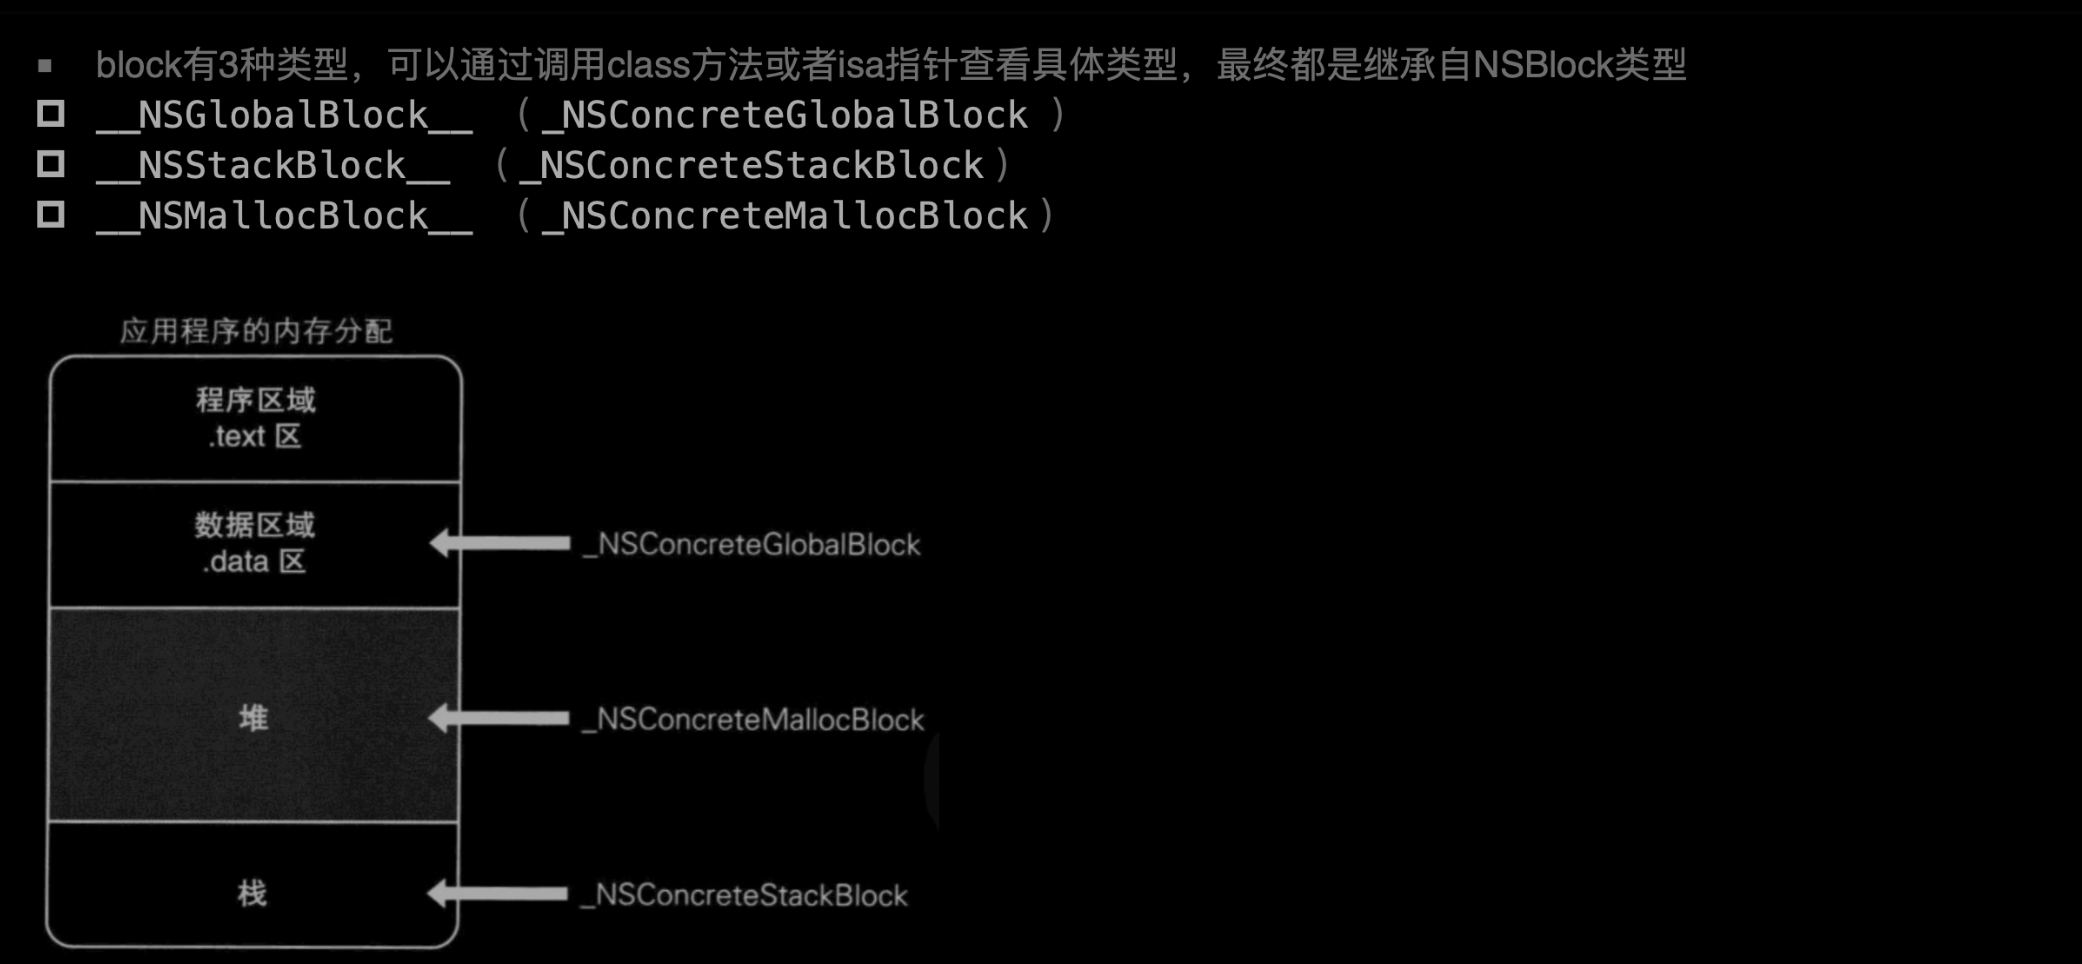 block有3种类型，可以通过调用class方法或者isa指针查看具体类型，最终都是继承自NSBlock类型
__NSGlobalBlock__ （ _NSConcreteGlobalBlock ）
__NSStackBlock__ （ _NSConcreteStackBlock ）
__NSMallocBlock__ （ _NSConcreteMallocBlock ）
应用程序的内存分配
程序区域
.text 区
数据区域
.data 区
_NSConcreteGlobalBlock
堆
_NSConcreteMallocBlock
栈
_NSConcreteStackBlock